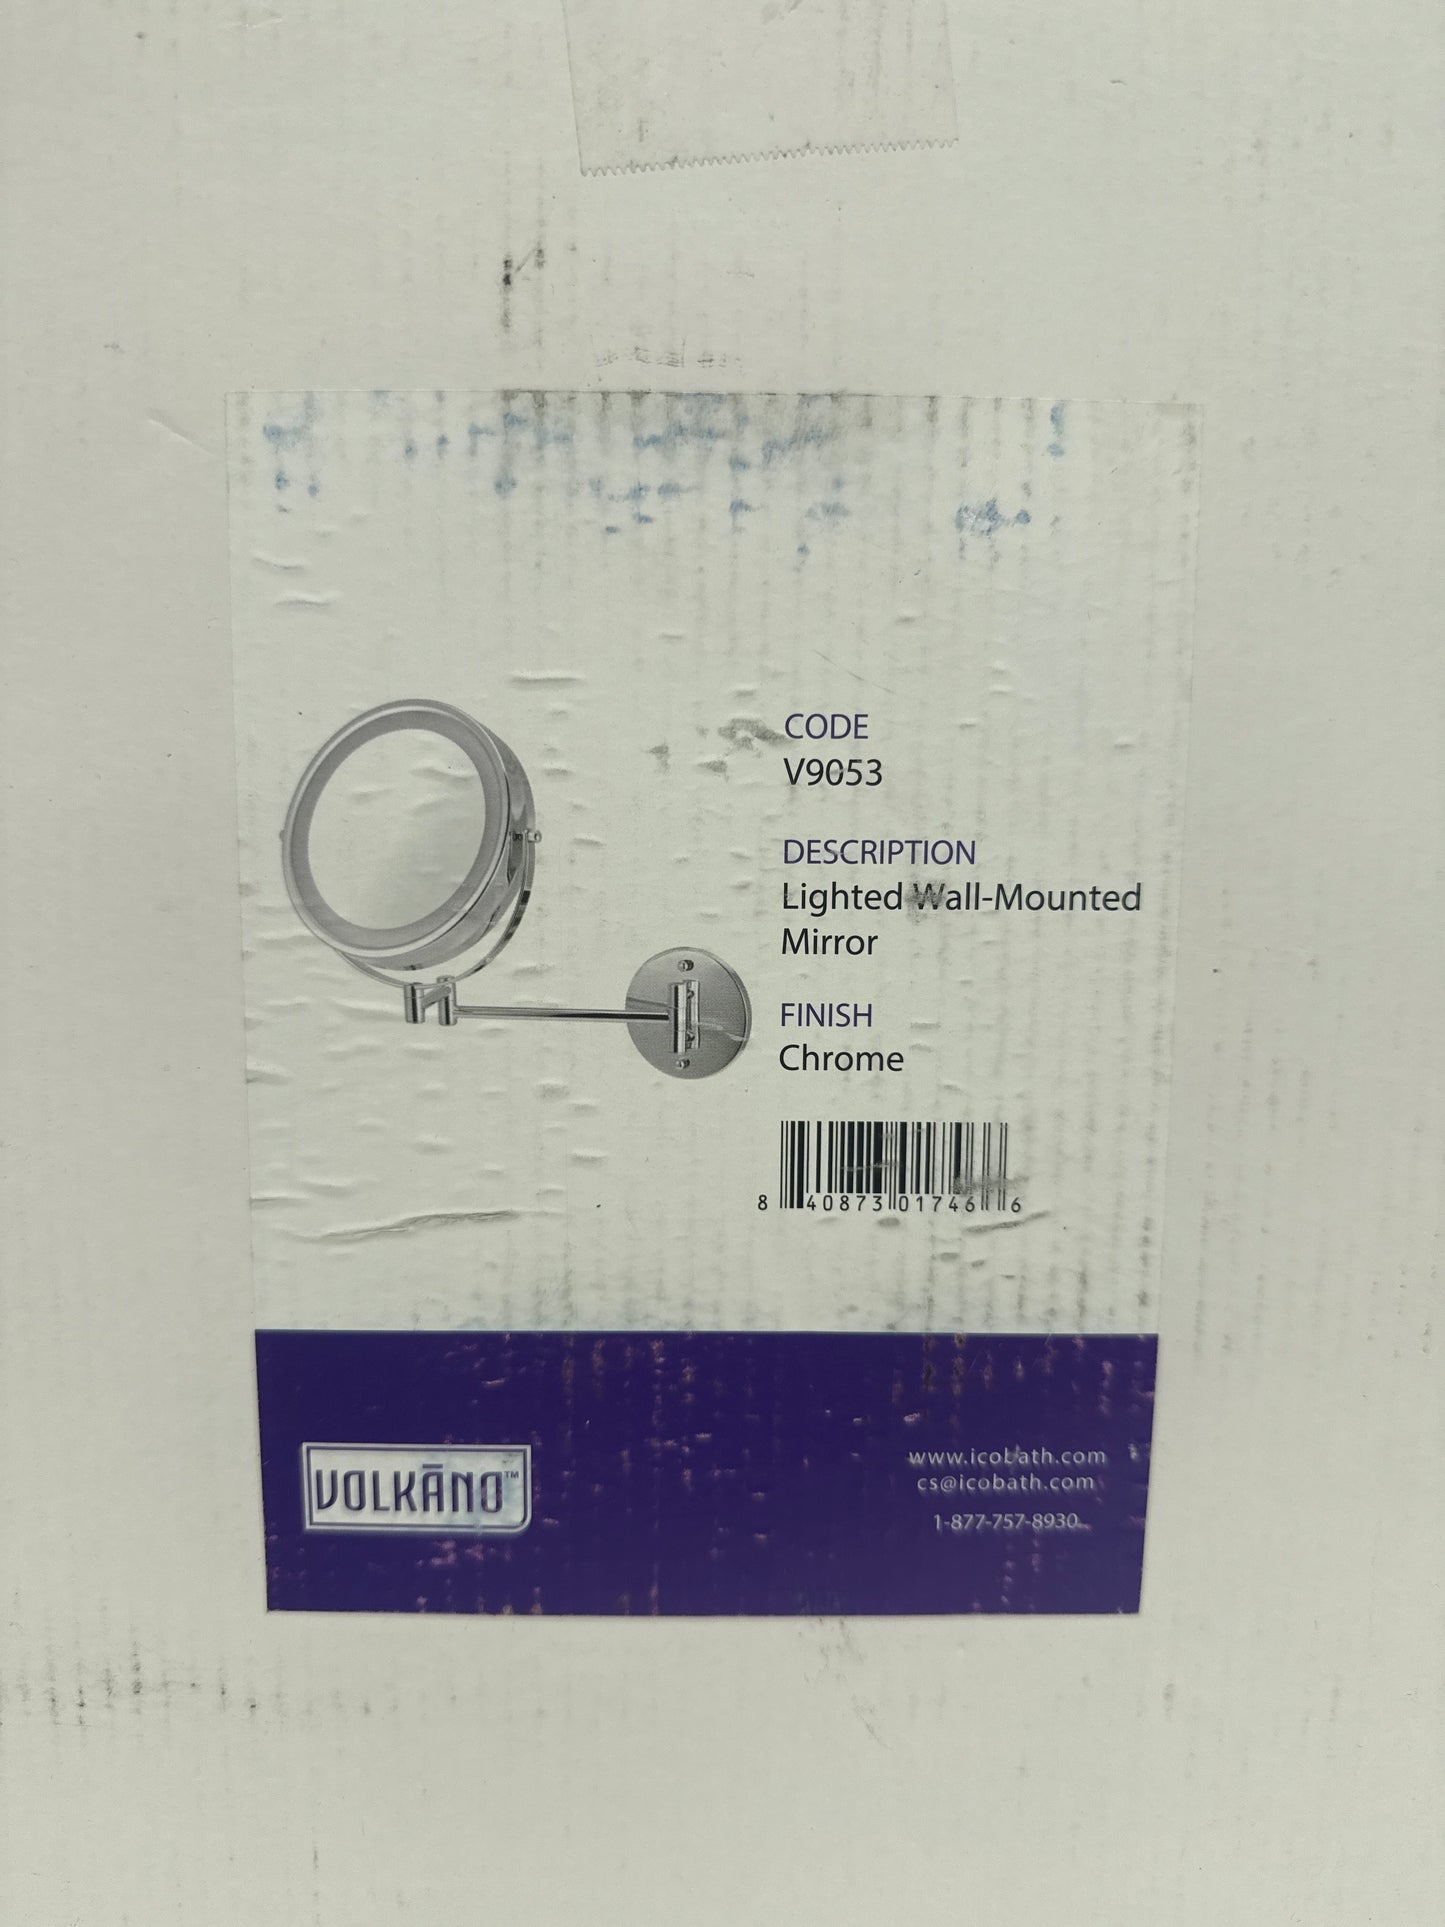 CODE
V9053
DESCRIPTION
Lighted Wall-Mounted
Mirror
FINISH
Chrome
8 40873 01746 6
VOLKĀNO™
www.icobath.com
cs@icobath.com
1-877-757-8930